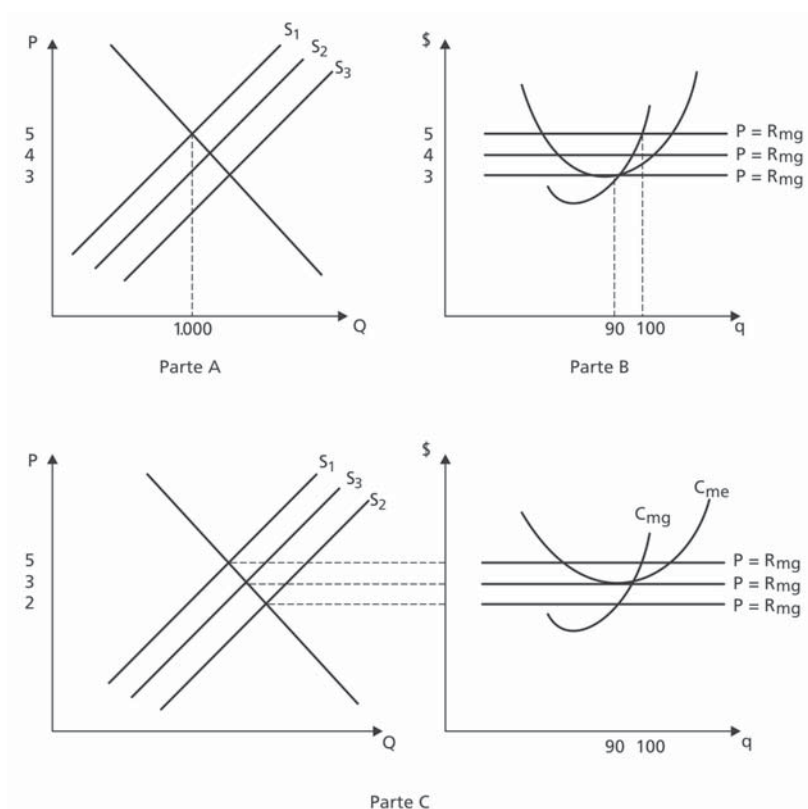 P
S1
S2
S3
5
4
3
1.000
Q
Parte A
$
5
4
3
P = Rmg
P = Rmg
P = Rmg
90 100
q
Parte B
P
S1
S3
S2
5
3
2
Q
$
Cmg
Cme
P = Rmg
P = Rmg
P = Rmg
90 100
q
Parte C